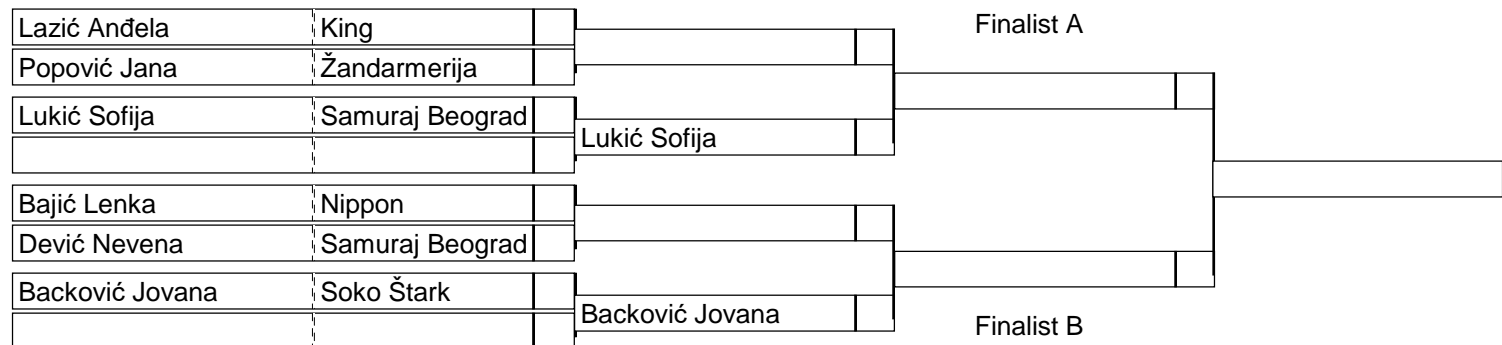 Lazić Anđela King
Popović Jana Žandarmerija
Lukić Sofija Samuraj Beograd
Bajić Lenka Nippon
Dević Nevena Samuraj Beograd
Backović Jovana Soko Štark
Lukić Sofija
Backović Jovana
Finalist A
Finalist B